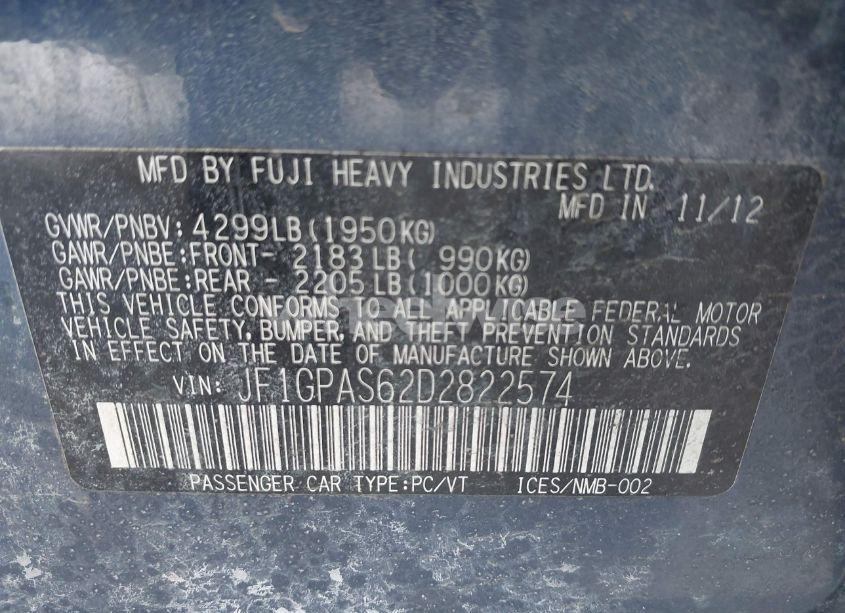 MFD BY FUJI HEAVY INDUSTRIES LTD.
MFD IN 11/12
GVWR/PNBV: 4299LB(1950KG)
GAWR/PNBE:FRONT- 2183LB( 990KG)
GAWR/PNBE:REAR - 2205LB(1000KG)
THIS VEHICLE CONFORMS TO ALL APPLICABLE FEDERAL MOTOR
VEHICLE SAFETY, BUMPER, AND THEFT PREVENTION STANDARDS
IN EFFECT ON THE DATE OF MANUFACTURE SHOWN ABOVE.
VIN: JF1GPAS62D2822574
PASSENGER CAR TYPE:PC/VT ICES/NMB-002